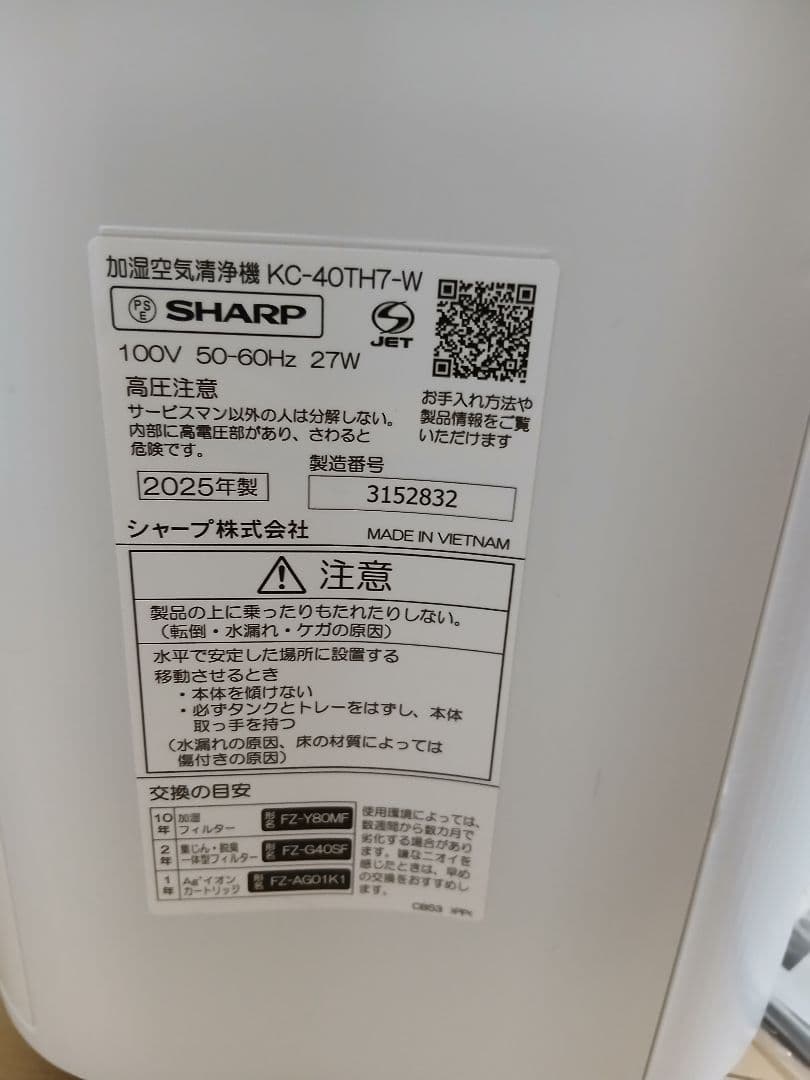 加湿空気清浄機 KC-40TH7-W
PSE SHARP
JET
100V 50-60Hz 27W
高圧注意
サービスマン以外の人は分解しない。
内部に高電圧部があり、さわると
危険です。
お手入れ方法や
製品情報をご覧
いただけます
製造番号
2025年製
3152832
シャープ株式会社
MADE IN VIETNAM
注意
製品の上に乗ったりもたれたりしない。
（転倒・水漏れ・ケガの原因）
水平で安定した場所に設置する
移動させるとき
・本体を傾けない
・必ずタンクとトレーをはずし、本体
取っ手を持つ
（水漏れの原因、床の材質によっては
傷付きの原因）
交換の目安
10年 加湿フィルター 形名 FZ-Y80MF
2年 集じん・脱臭一体型フィルター 形名 FZ-G40SF
1年 Ag⁺イオンカートリッジ 形名 FZ-AG01K1
使用環境によっては、
数週間から数カ月で
劣化する場合があり
ます。嫌なニオイを
感じたときは、早め
の交換をおすすめし
ます。